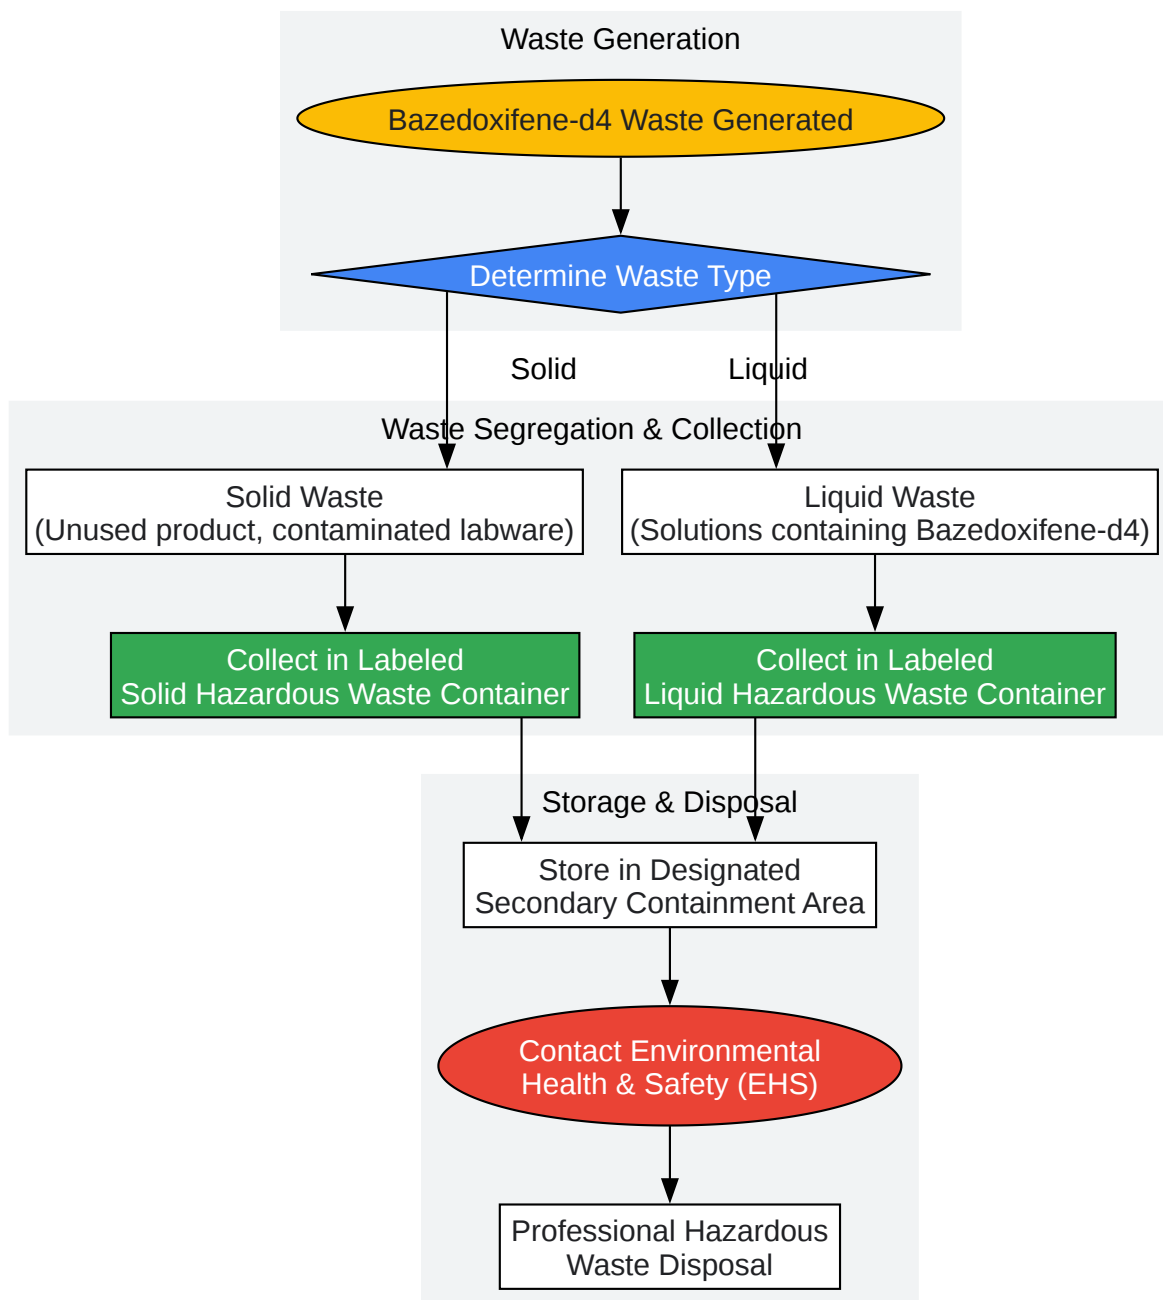 Waste Generation
Bazedoxifene-d4 Waste Generated
Determine Waste Type
Solid
Liquid
Waste Segregation & Collection
Solid Waste
(Unused product, contaminated labware)
Liquid Waste
(Solutions containing Bazedoxifene-d4)
Collect in Labeled
Solid Hazardous Waste Container
Collect in Labeled
Liquid Hazardous Waste Container
Storage & Disposal
Store in Designated
Secondary Containment Area
Contact Environmental
Health & Safety (EHS)
Professional Hazardous
Waste Disposal